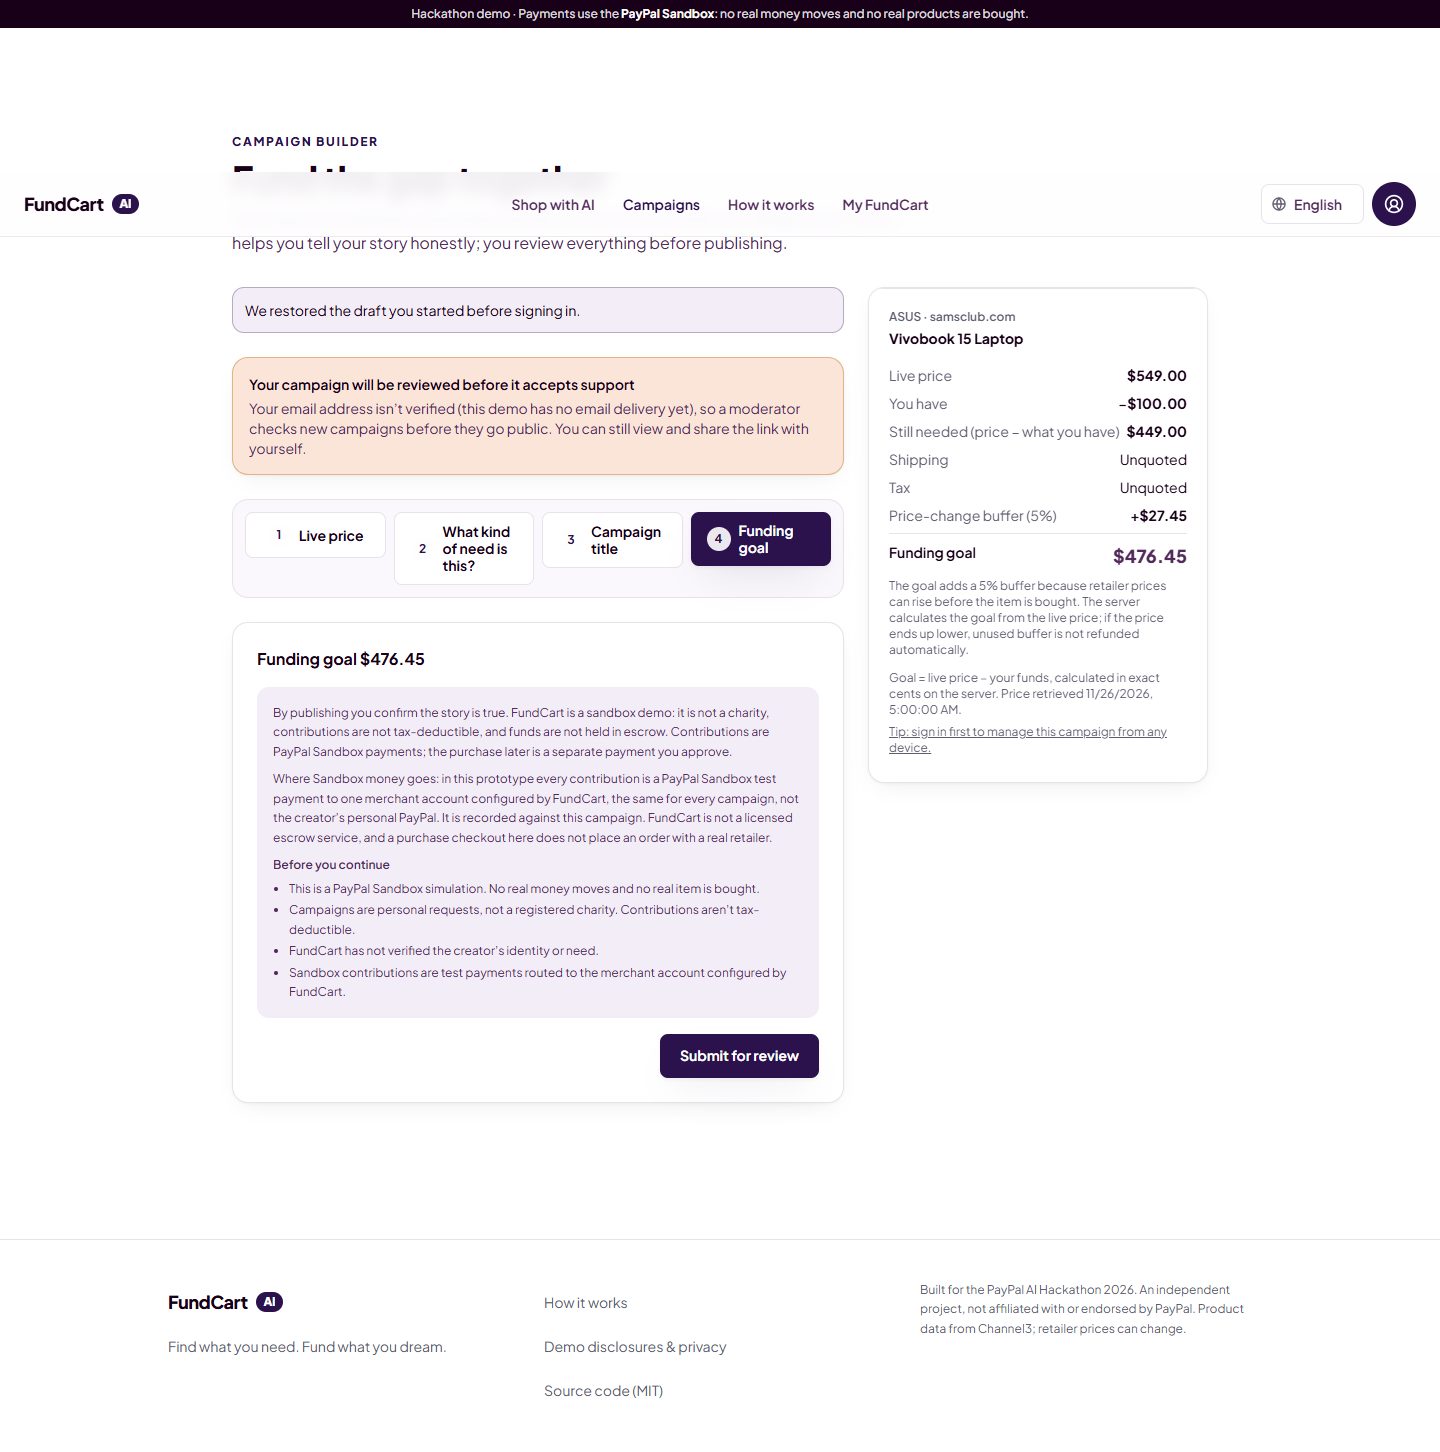 Hackathon demo · Payments use the PayPal Sandbox: no real money moves and no real products are bought.
CAMPAIGN BUILDER
FundCart AI
Shop with AI
Campaigns
How it works
My FundCart
English
helps you tell your story honestly; you review everything before publishing.
We restored the draft you started before signing in.
Your campaign will be reviewed before it accepts support
Your email address isn't verified (this demo has no email delivery yet), so a moderator
checks new campaigns before they go public. You can still view and share the link with
yourself.
1 Live price
2 What kind
of need is
this?
3 Campaign
title
4 Funding
goal
Funding goal $476.45
By publishing you confirm the story is true. FundCart is a sandbox demo: it is not a charity,
contributions are not tax-deductible, and funds are not held in escrow. Contributions are
PayPal Sandbox payments; the purchase later is a separate payment you approve.
Where Sandbox money goes: in this prototype every contribution is a PayPal Sandbox test
payment to one merchant account configured by FundCart, the same for every campaign, not
the creator's personal PayPal. It is recorded against this campaign. FundCart is not a licensed
escrow service, and a purchase checkout here does not place an order with a real retailer.
Before you continue
• This is a PayPal Sandbox simulation. No real money moves and no real item is bought.
• Campaigns are personal requests, not a registered charity. Contributions aren't tax-
deductible.
• FundCart has not verified the creator's identity or need.
• Sandbox contributions are test payments routed to the merchant account configured by
FundCart.
Submit for review
ASUS · samsclub.com
Vivobook 15 Laptop
Live price $549.00
You have −$100.00
Still needed (price − what you have) $449.00
Shipping Unquoted
Tax Unquoted
Price-change buffer (5%) +$27.45
Funding goal $476.45
The goal adds a 5% buffer because retailer prices
can rise before the item is bought. The server
calculates the goal from the live price; if the price
ends up lower, unused buffer is not refunded
automatically.
Goal = live price − your funds, calculated in exact
cents on the server. Price retrieved 11/26/2026,
5:00:00 AM.
Tip: sign in first to manage this campaign from any
device.
FundCart AI
Find what you need. Fund what you dream.
How it works
Demo disclosures & privacy
Source code (MIT)
Built for the PayPal AI Hackathon 2026. An independent
project, not affiliated with or endorsed by PayPal. Product
data from Channel3; retailer prices can change.